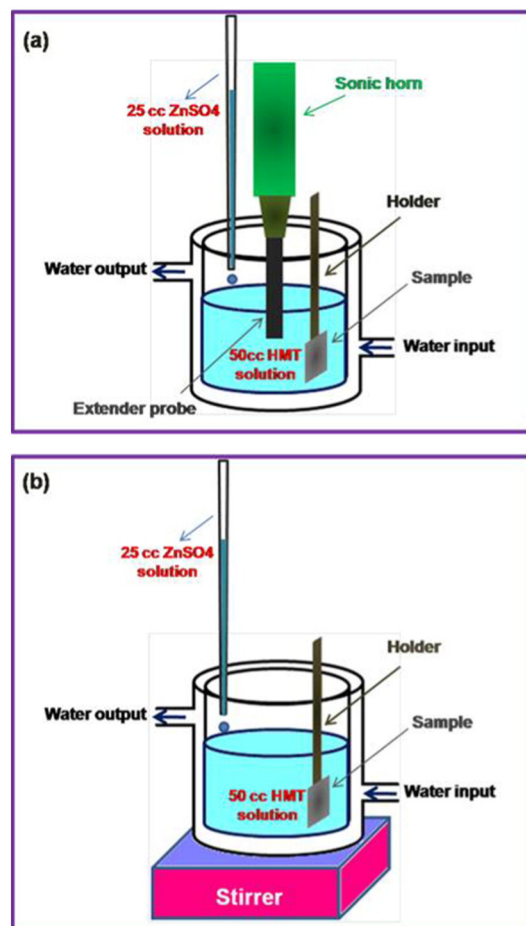 (a)
25 cc ZnSO4
solution
Sonic horn
Holder
Water output
Sample
50cc HMT
solution
Water input
Extender probe
(b)
25 cc ZnSO4
solution
Holder
Water output
Sample
50 cc HMT
solution
Water input
Stirrer